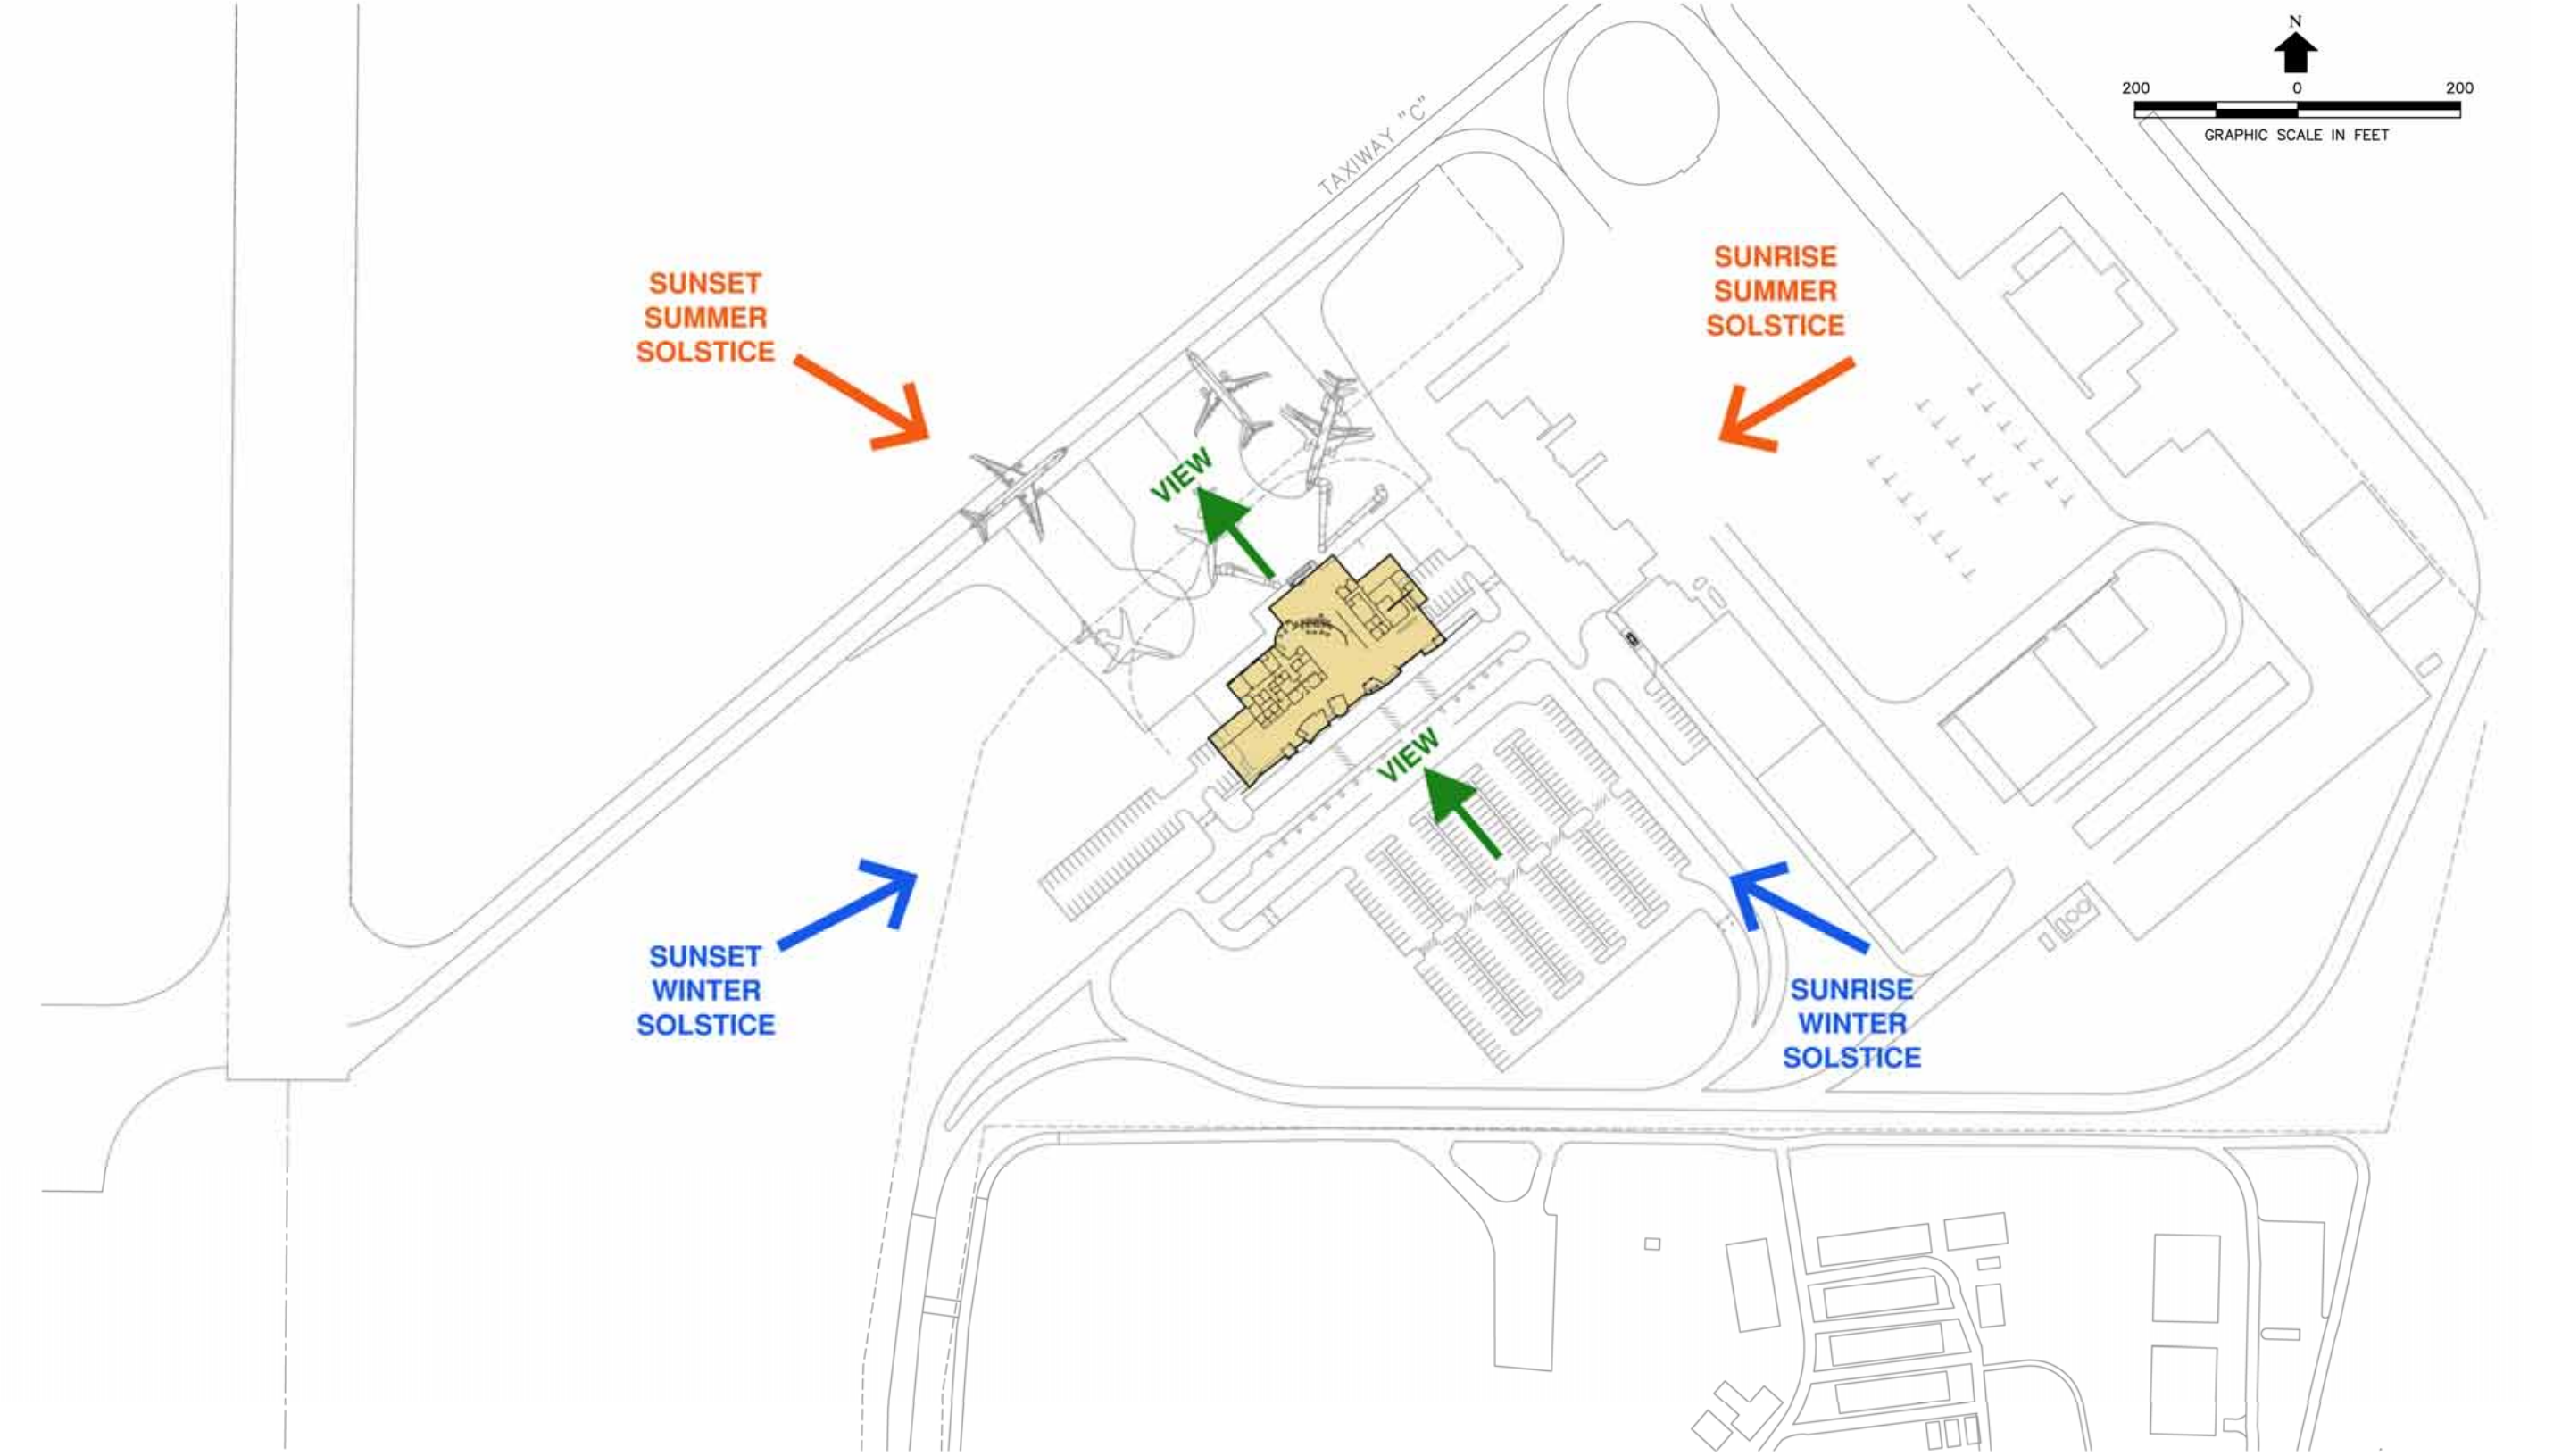 N
200 0 200
GRAPHIC SCALE IN FEET
TAXIWAY "C"
SUNSET
SUMMER
SOLSTICE
SUNRISE
SUMMER
SOLSTICE
VIEW
VIEW
SUNSET
WINTER
SOLSTICE
SUNRISE
WINTER
SOLSTICE